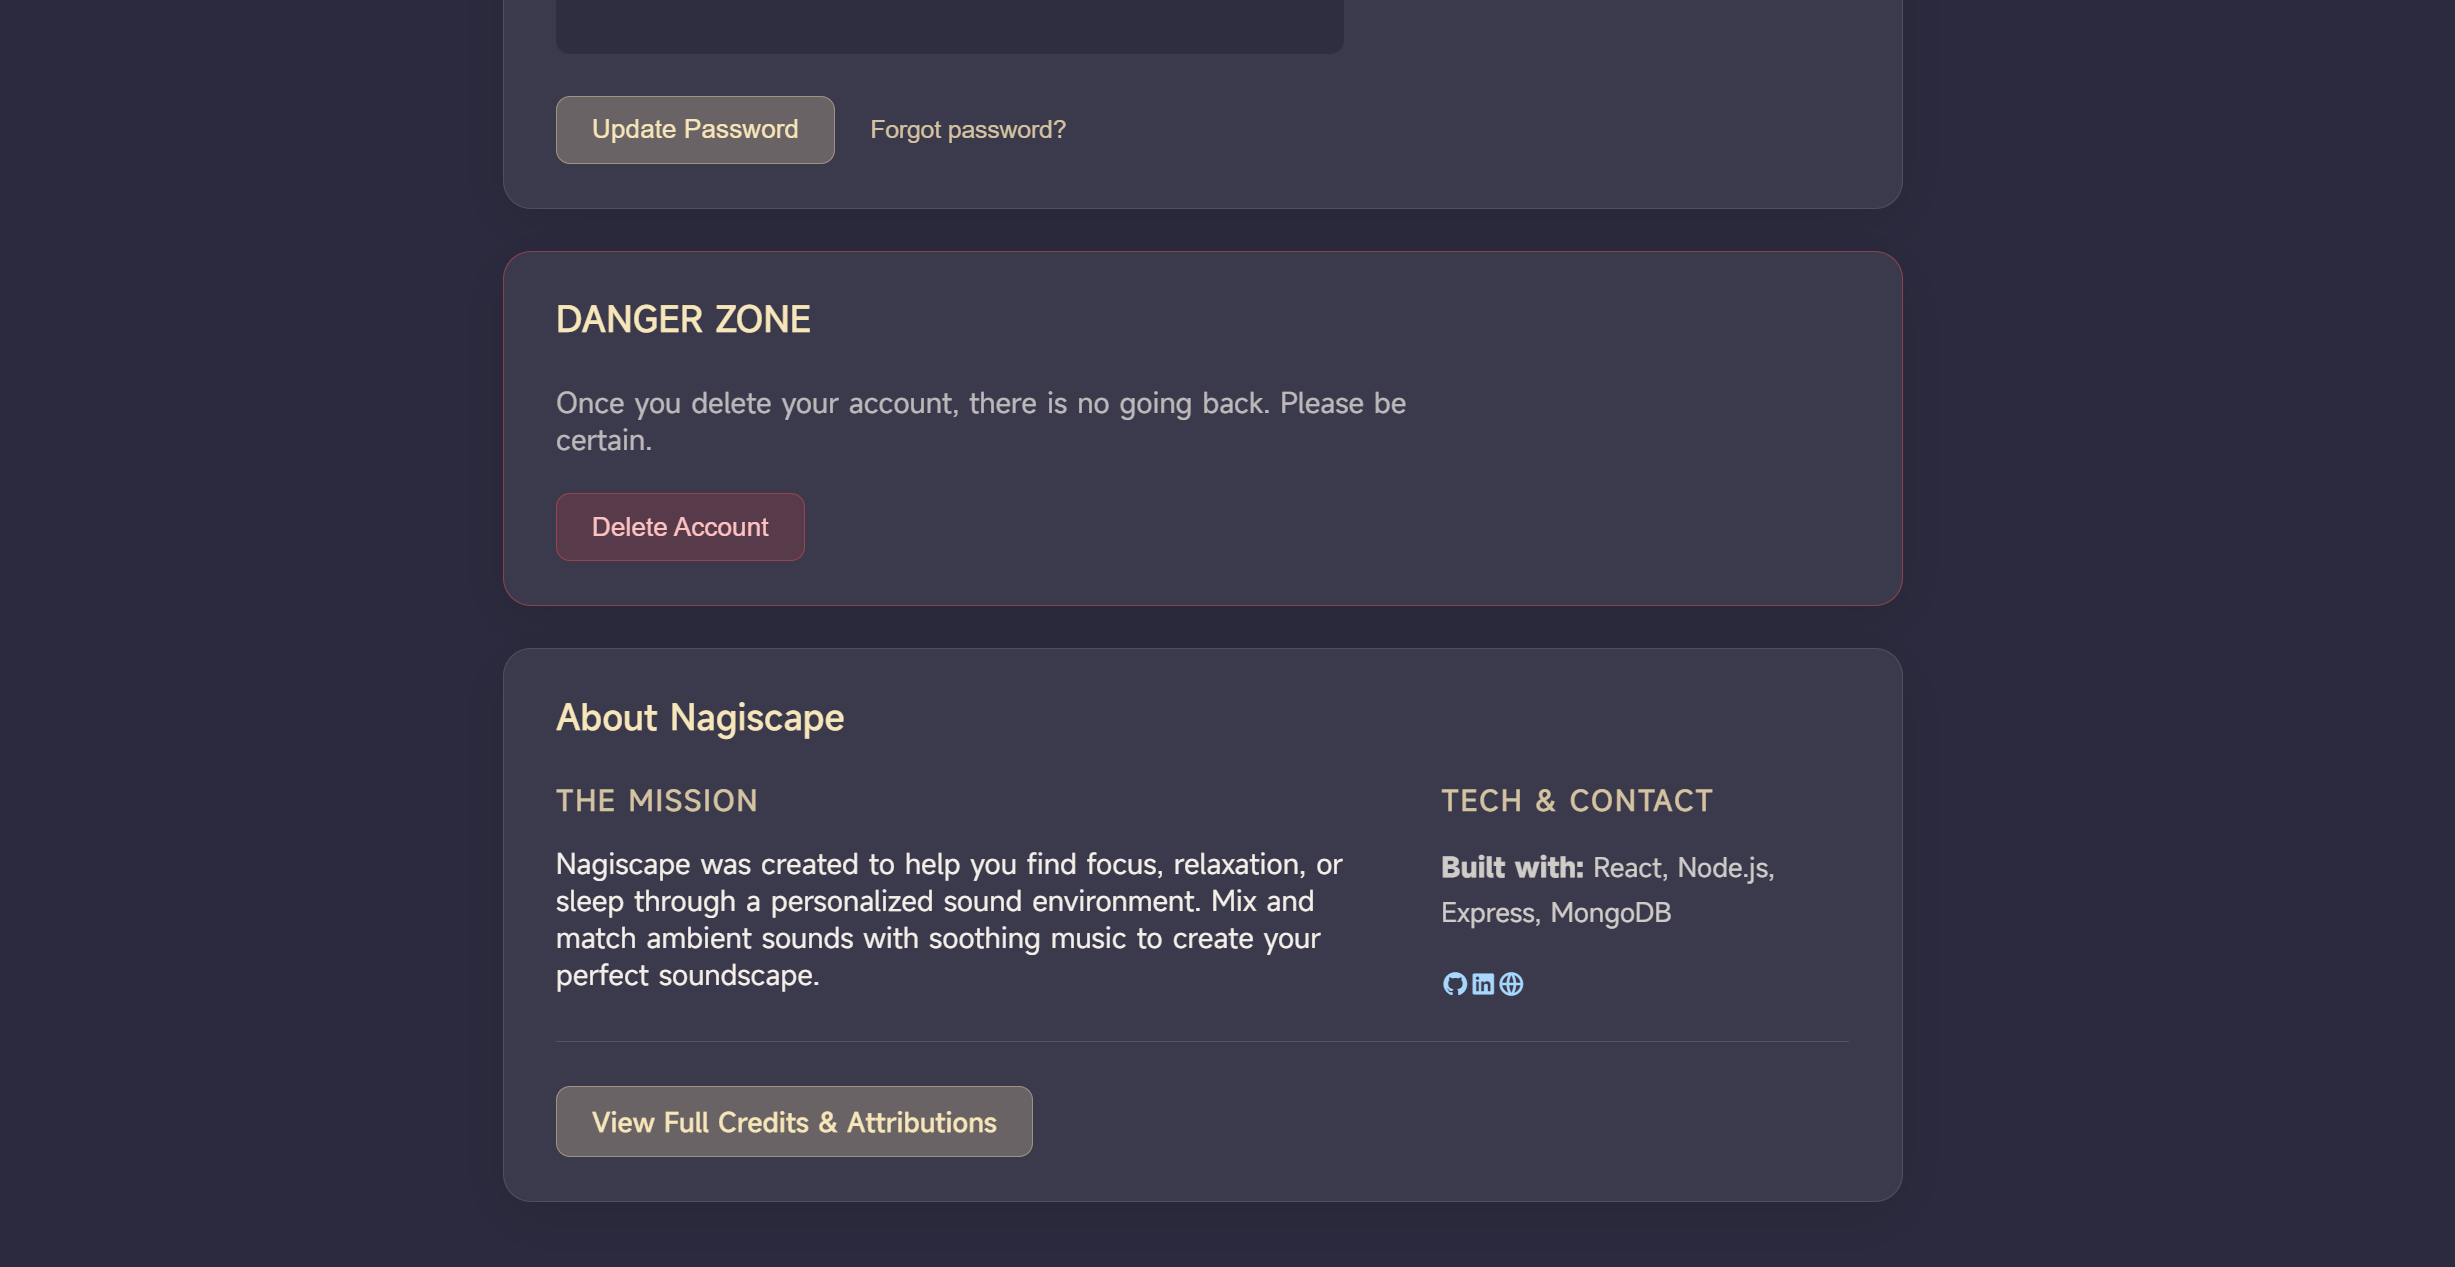 Update Password
Forgot password?
DANGER ZONE
Once you delete your account, there is no going back. Please be
certain.
Delete Account
About Nagiscape
THE MISSION
Nagiscape was created to help you find focus, relaxation, or
sleep through a personalized sound environment. Mix and
match ambient sounds with soothing music to create your
perfect soundscape.
TECH & CONTACT
Built with: React, Node.js,
Express, MongoDB
View Full Credits & Attributions